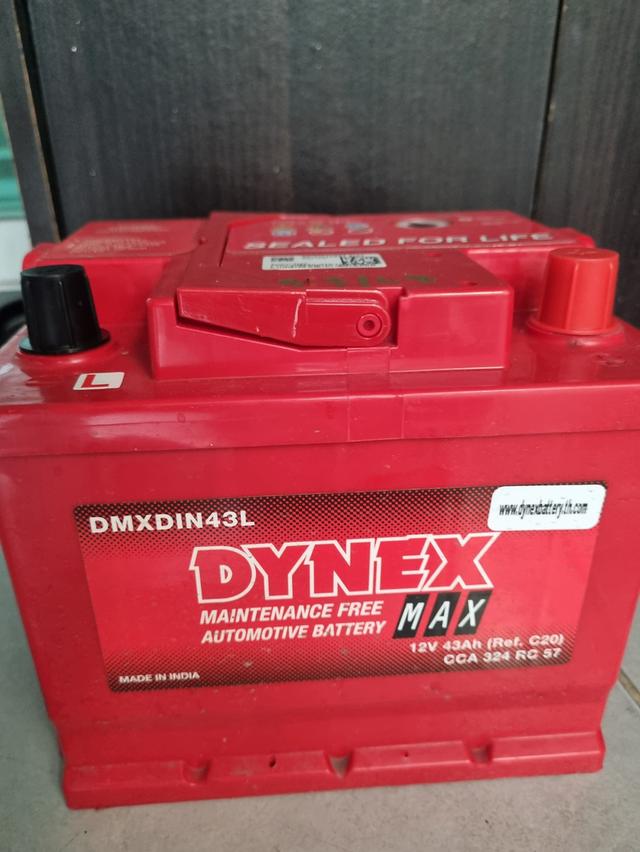 SEALED FOR LIFE
L
DMXDIN43L
www.dynexbattery.th.com
DYNEX
MAINTENANCE FREE
AUTOMOTIVE BATTERY
MAX
12V 43Ah (Ref. C20)
CCA 324 RC 57
MADE IN INDIA